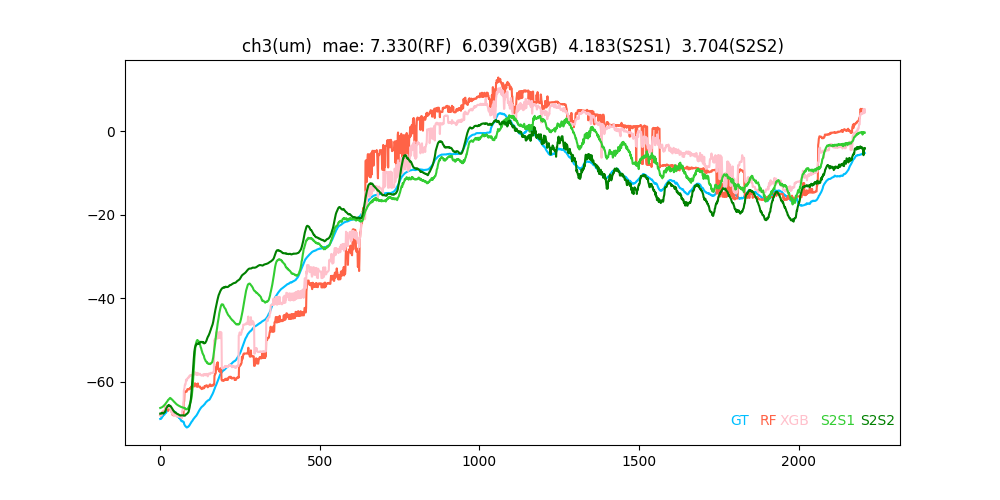 ch3(um) mae: 7.330(RF) 6.039(XGB) 4.183(S2S1) 3.704(S2S2)
0
−20
−40
−60
GT RF XGB S2S1 S2S2
0 500 1000 1500 2000